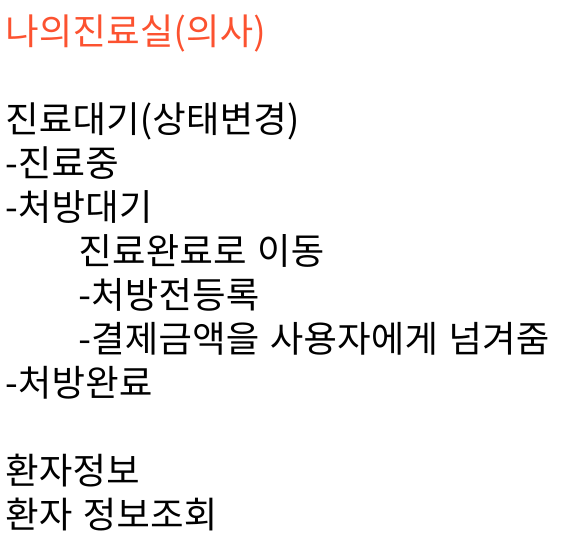 나의진료실(의사)
진료대기(상태변경)
-진료중
-처방대기
진료완료로 이동
-처방전등록
-결제금액을 사용자에게 넘겨줌
-처방완료
환자정보
환자 정보조회